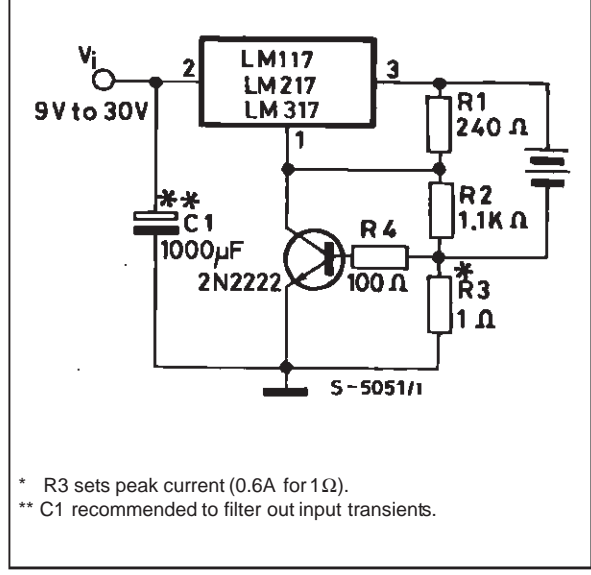 Vi
9V to 30V
2
LM117
LM217
LM317
3
1
R1
240 Ω
R2
1.1K Ω
**
C1
1000µF
2N2222
R4
100 Ω
*
R3
1 Ω
S-5051/1
* R3 sets peak current (0.6A for 1Ω).
** C1 recommended to filter out input transients.